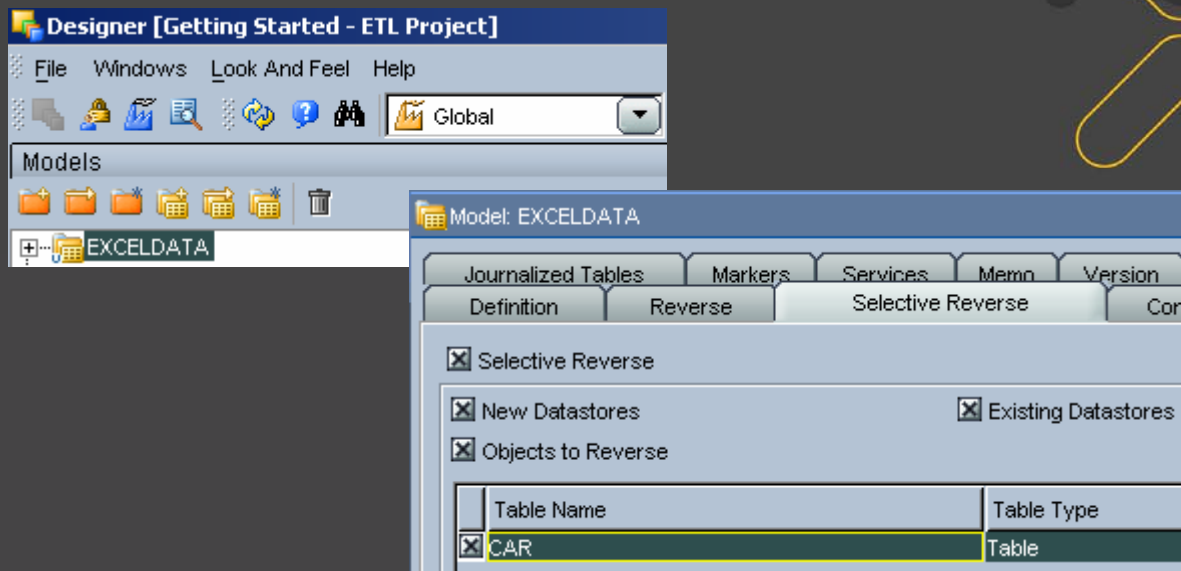 Designer [Getting Started - ETL Project]
File Windows Look And Feel Help
Global
Models
EXCELDATA
Model: EXCELDATA
Journalized Tables Markers Services Memo Version
Definition Reverse Selective Reverse Cor
Selective Reverse
New Datastores Existing Datastores
Objects to Reverse
Table Name Table Type
CAR Table